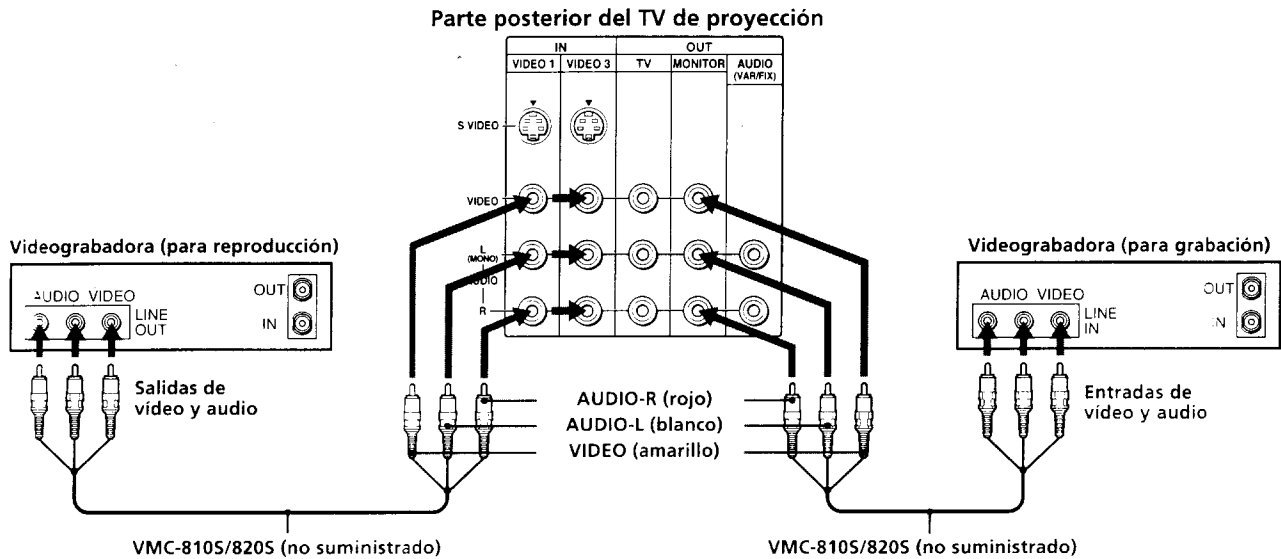 Parte posterior del TV de proyección
IN OUT
VIDEO 1 VIDEO 3 TV MONITOR AUDIO
(VAR/FIX)
S VIDEO
VIDEO
L
(MONO)
AUDIO
R
Videograbadora (para reproducción)
AUDIO VIDEO
LINE
OUT
OUT
IN
Salidas de
vídeo y audio
Videograbadora (para grabación)
AUDIO VIDEO
LINE
IN
OUT
IN
Entradas de
vídeo y audio
AUDIO-R (rojo)
AUDIO-L (blanco)
VIDEO (amarillo)
VMC-810S/820S (no suministrado)
VMC-810S/820S (no suministrado)